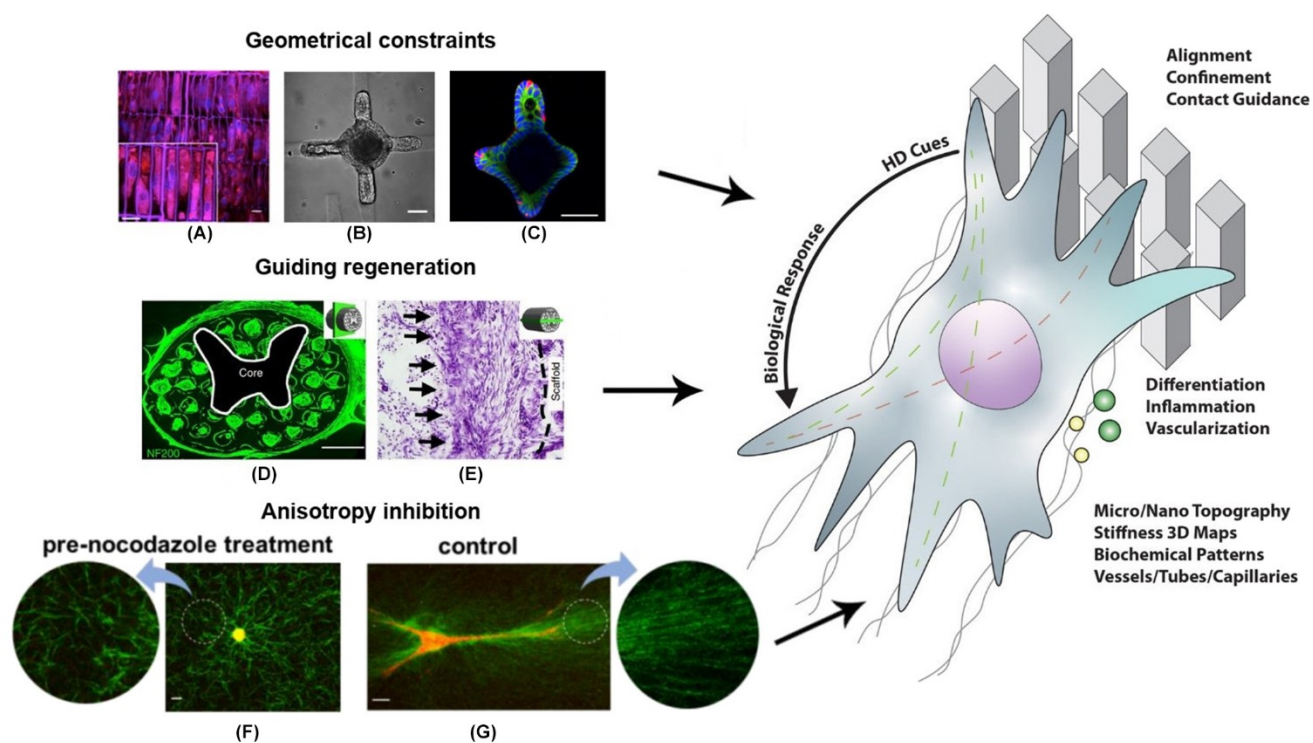 Geometrical constraints
(A)
(B)
(C)
Guiding regeneration
Core
NF200
(D)
Scaffold
(E)
Anisotropy inhibition
pre-nocodazole treatment
control
(F)
(G)
HD Cues
Biological Response
Alignment
Confinement
Contact Guidance
Differentiation
Inflammation
Vascularization
Micro/Nano Topography
Stiffness 3D Maps
Biochemical Patterns
Vessels/Tubes/Capillaries